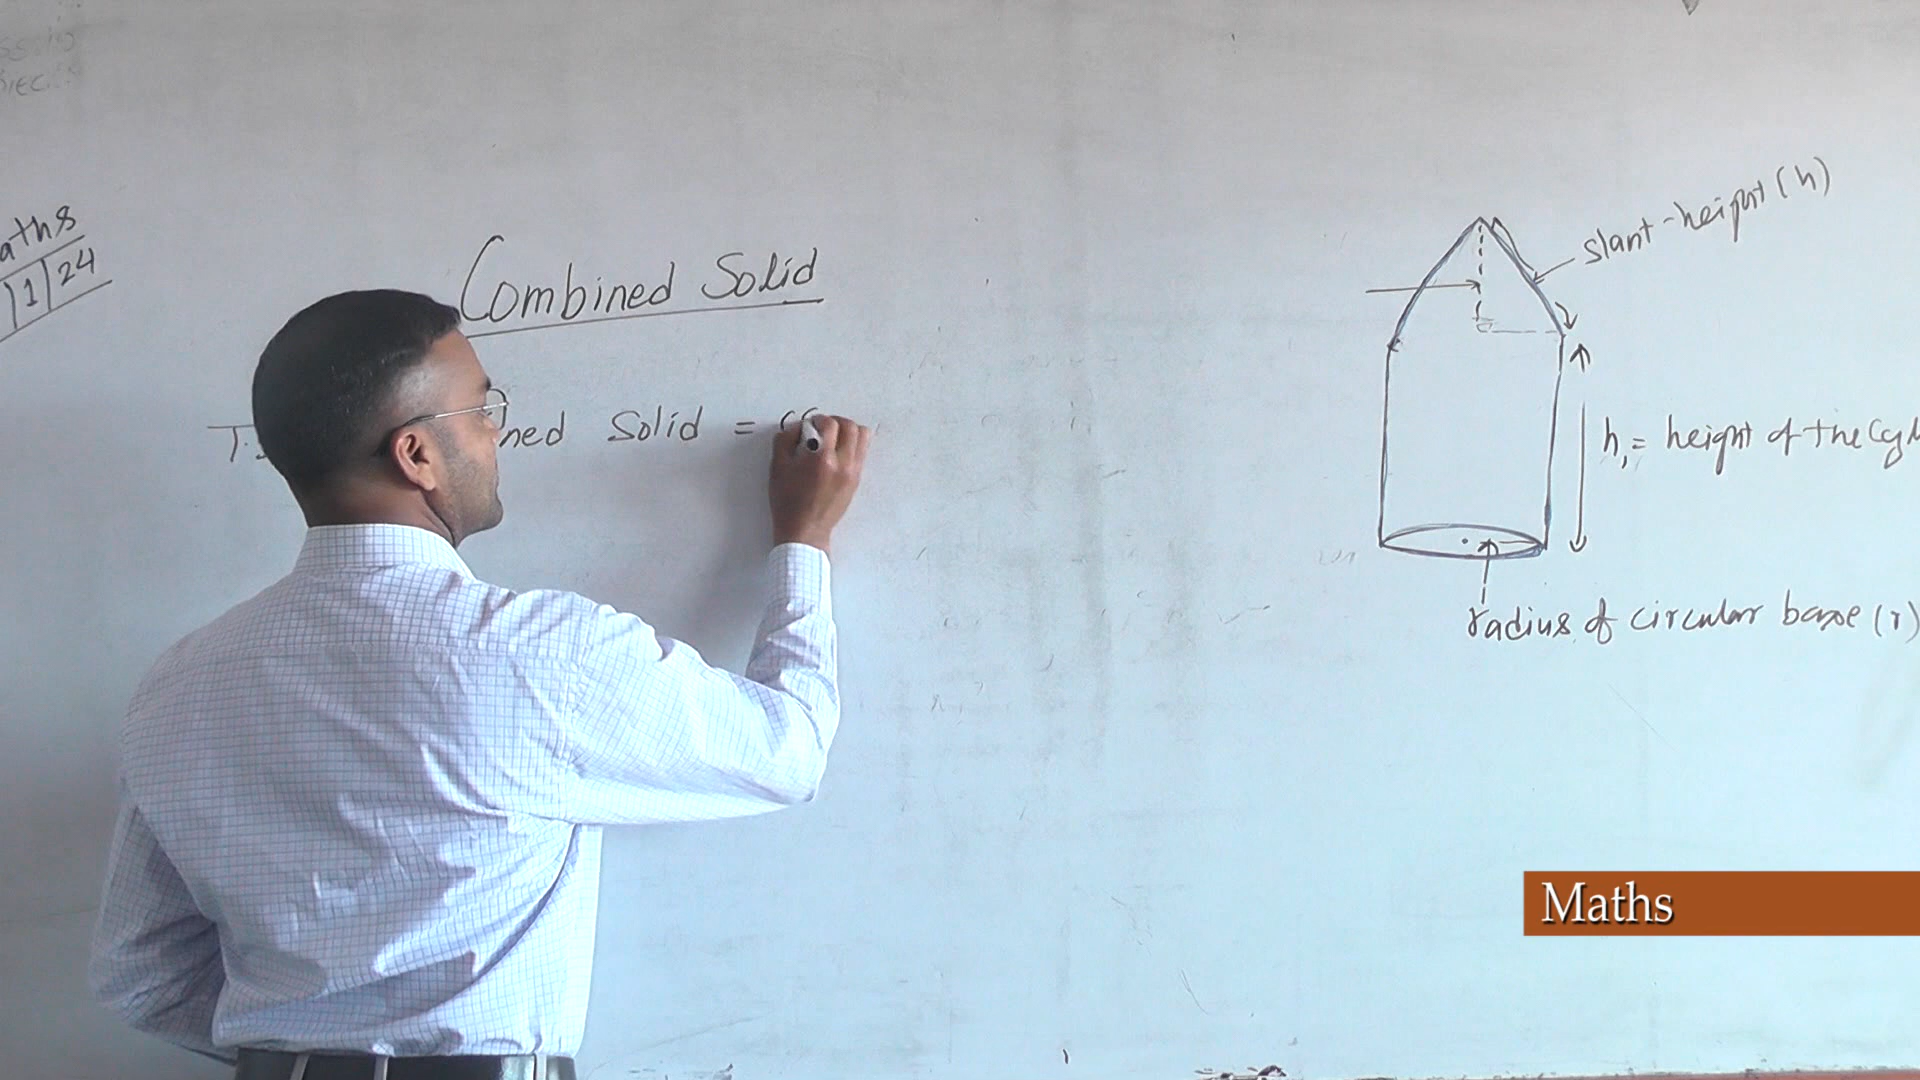 aths
1/24
Combined Solid
T.S
ned Solid =
slant-height (h)
h₁ = height of the Cyl
radius of circular base (r)
Maths